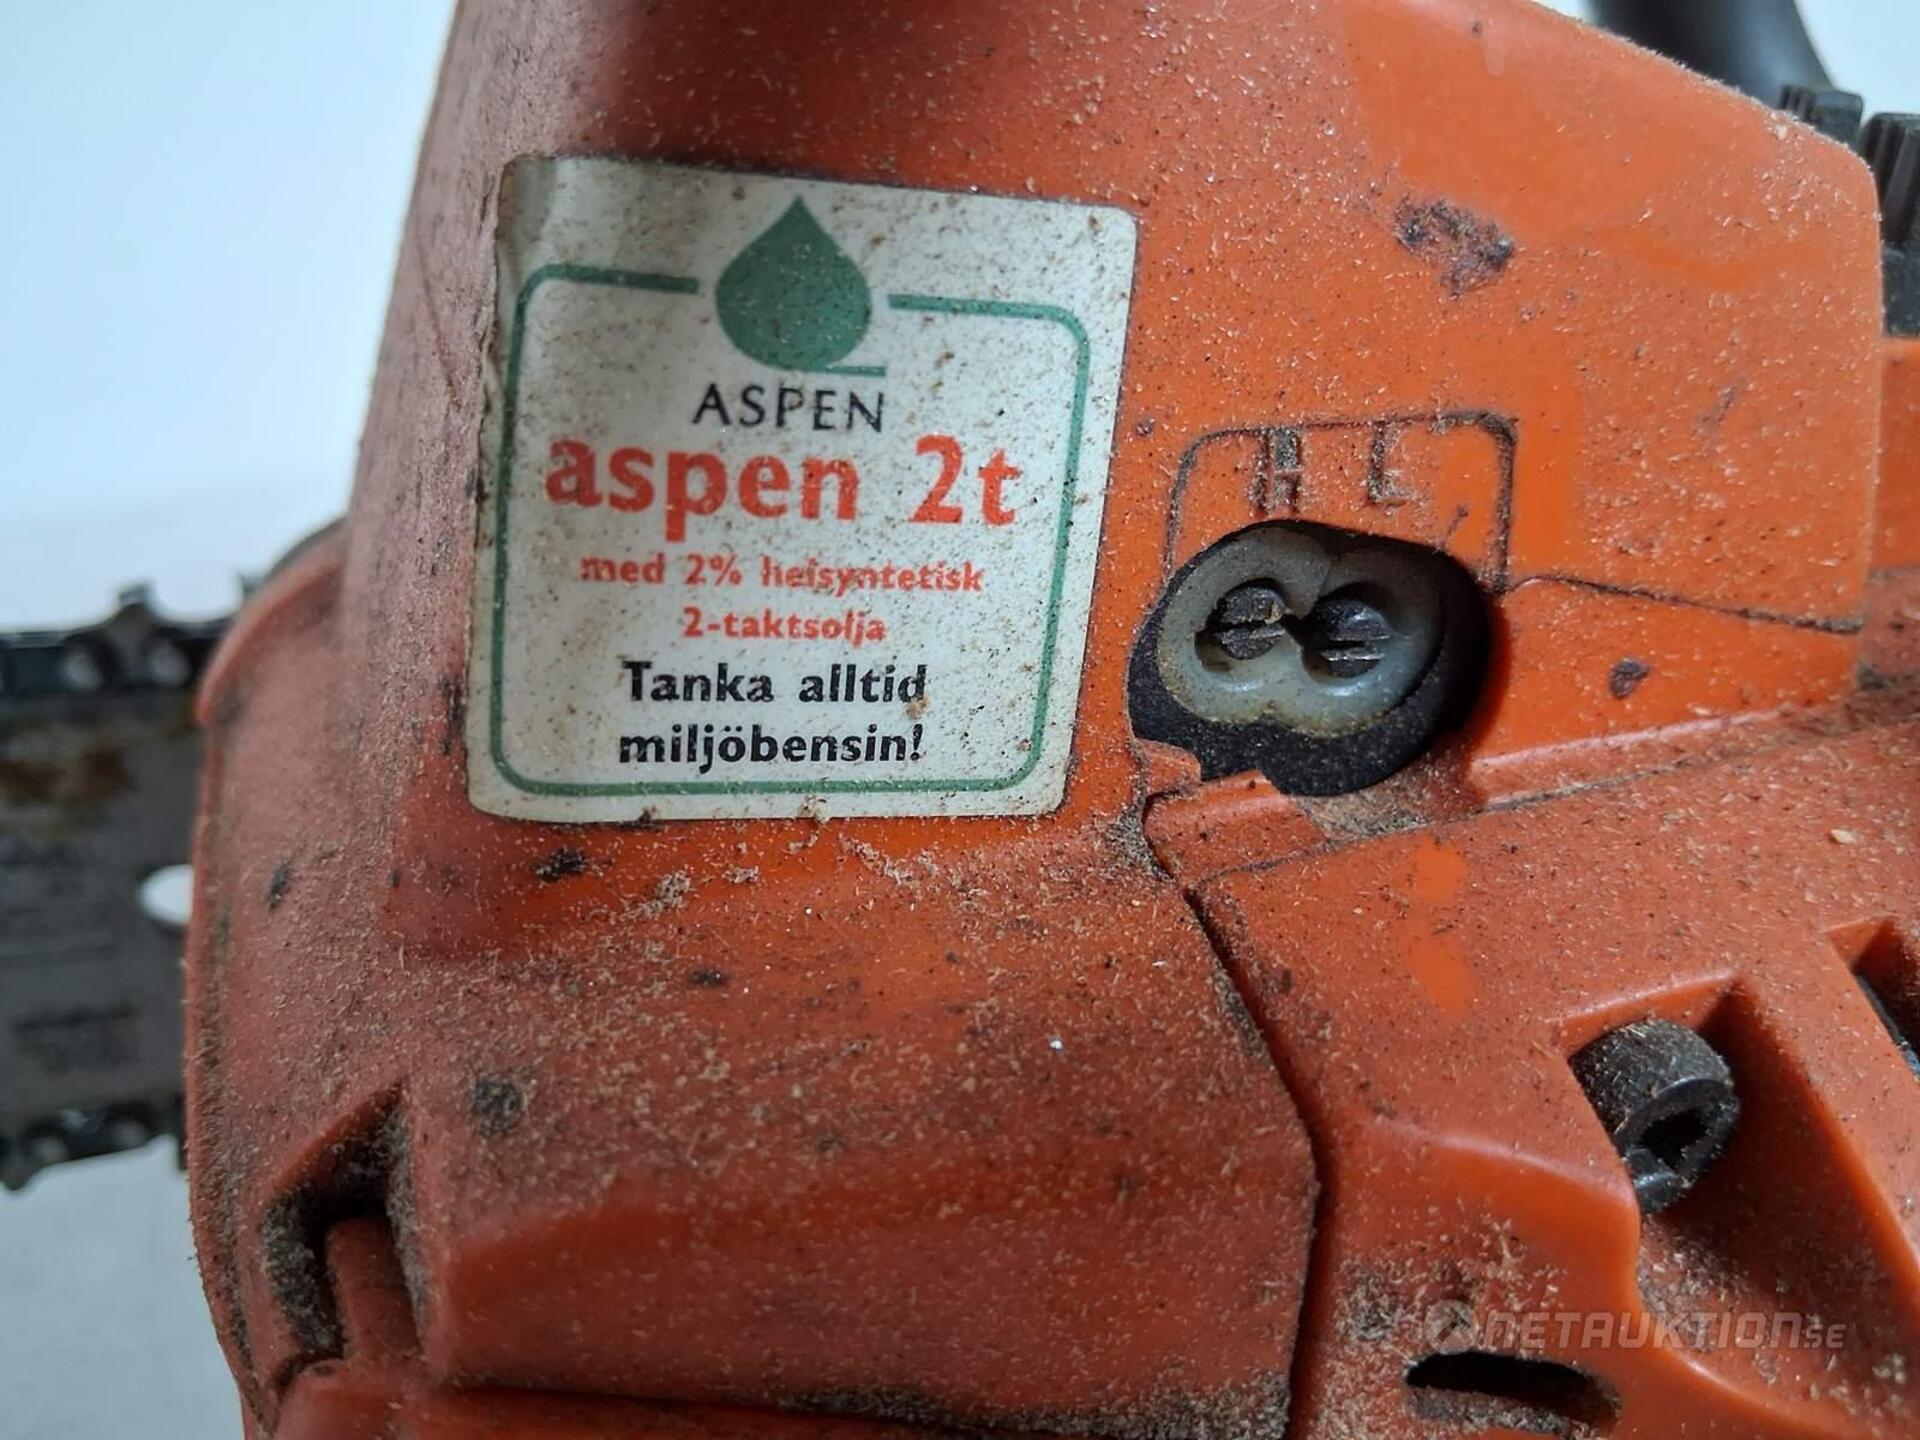 ASPEN
aspen 2t
med 2% helsyntetisk
2-taktsolja
Tanka alltid
miljöbensin!
H L
NETAUKTION.SE